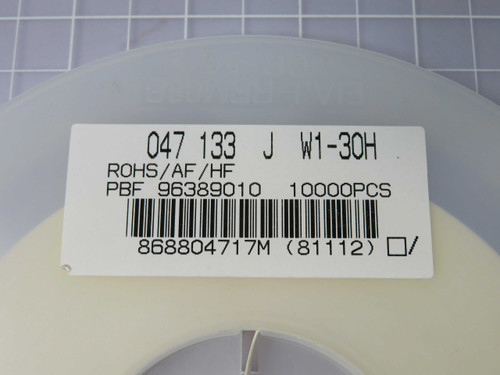 047 133 J W1-30H
ROHS/AF/HF
PBF 96389010 10000PCS
868804717M (81112) □/